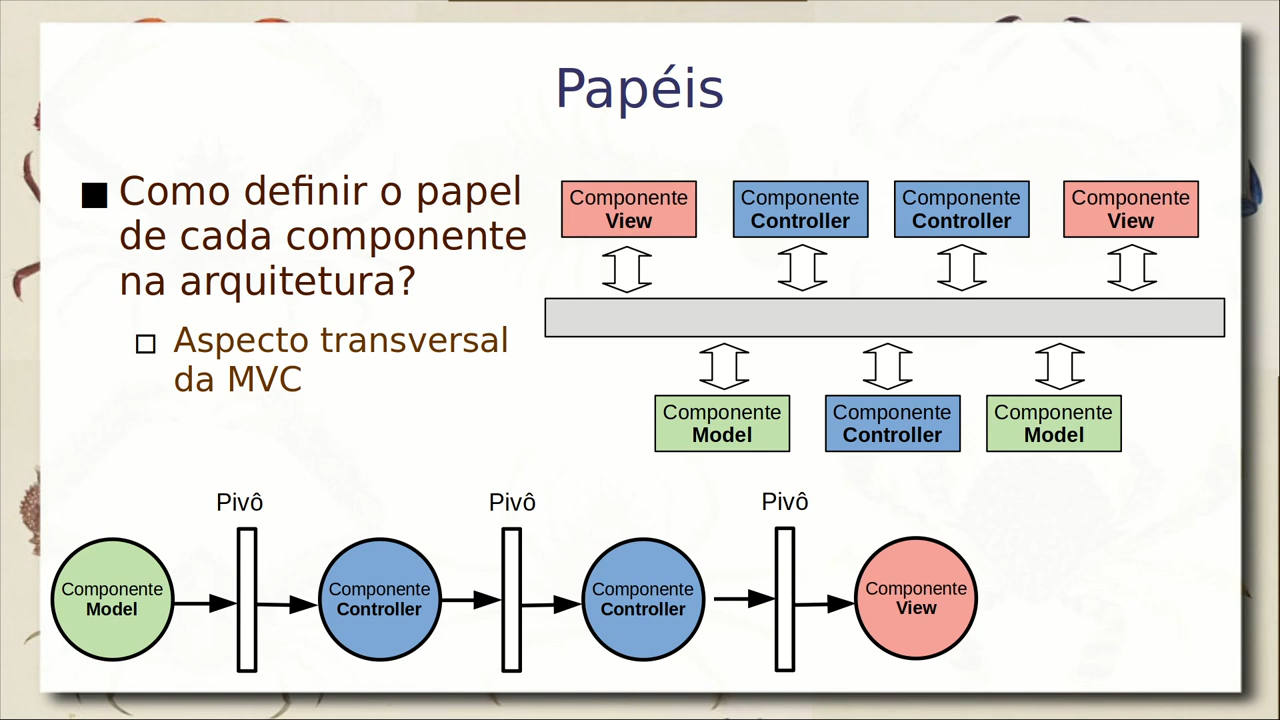 Papéis
Como definir o papel
de cada componente
na arquitetura?
Aspecto transversal
da MVC
Componente
View
Componente
Controller
Componente
Controller
Componente
View
Componente
Model
Componente
Controller
Componente
Model
Pivô
Pivô
Pivô
Componente
Model
Componente
Controller
Componente
Controller
Componente
View